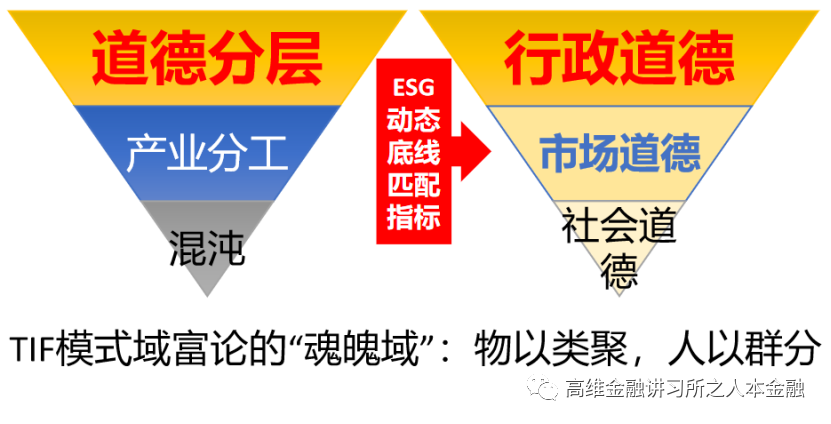 道德分层
产业分工
混沌
ESG
动态
底线
匹配
指标
行政道德
市场道德
社会道
德
TIF模式域富论的“魂魄域”：物以类聚，人以群分
高维金融讲习所之人本金融